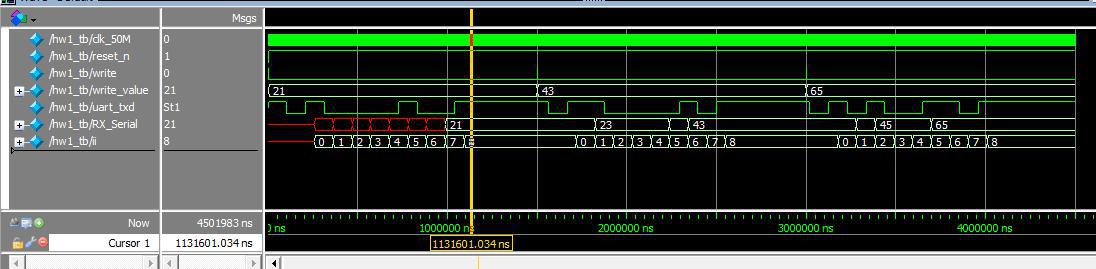 Msgs
/hw1_tb/clk_50M 0
/hw1_tb/reset_n 1
/hw1_tb/write 0
/hw1_tb/write_value 21 21 43 65
/hw1_tb/uart_txd St1
/hw1_tb/RX_Serial 21 21 23 43 45 65
/hw1_tb/ii 8 0 1 2 3 4 5 6 7 8 0 1 2 3 4 5 6 7 8 0 1 2 3 4 5 6 7 8
Now 4501983 ns ns 1000000 ns 2000000 ns 3000000 ns 4000000 ns
Cursor 1 1131601.034 ns 1131601.034 ns